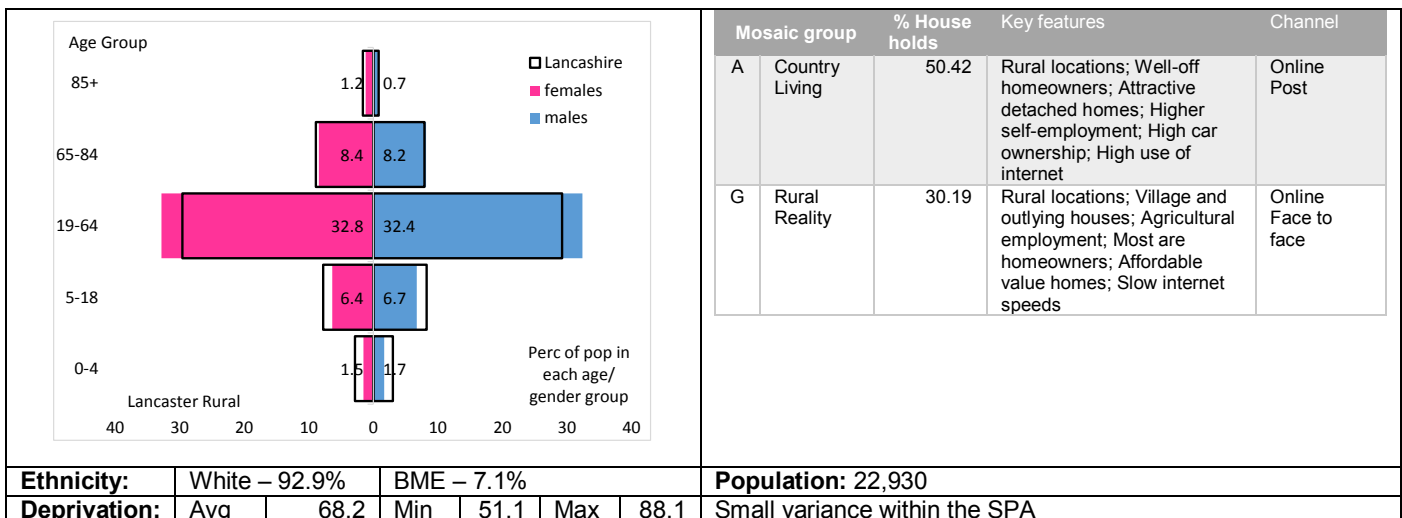 Age Group
Lancashire
females
males
85+
1.2 0.7
65-84
8.4 8.2
19-64
32.8 32.4
5-18
6.4 6.7
0-4
1.5 1.7
Perc of pop in
each age/
gender group
Lancaster Rural
40 30 20 10 0 10 20 30 40
Mosaic group % House holds Key features Channel
A Country Living 50.42 Rural locations; Well-off
homeowners; Attractive
detached homes; Higher
self-employment; High car
ownership; High use of
internet
Online
Post
G Rural Reality 30.19 Rural locations; Village and
outlying houses; Agricultural
employment; Most are
homeowners; Affordable
value homes; Slow internet
speeds
Online
Face to
face
Ethnicity: White – 92.9% BME – 7.1% Population: 22,930
Deprivation: Avg 68.2 Min 51.1 Max 88.1 Small variance within the SPA